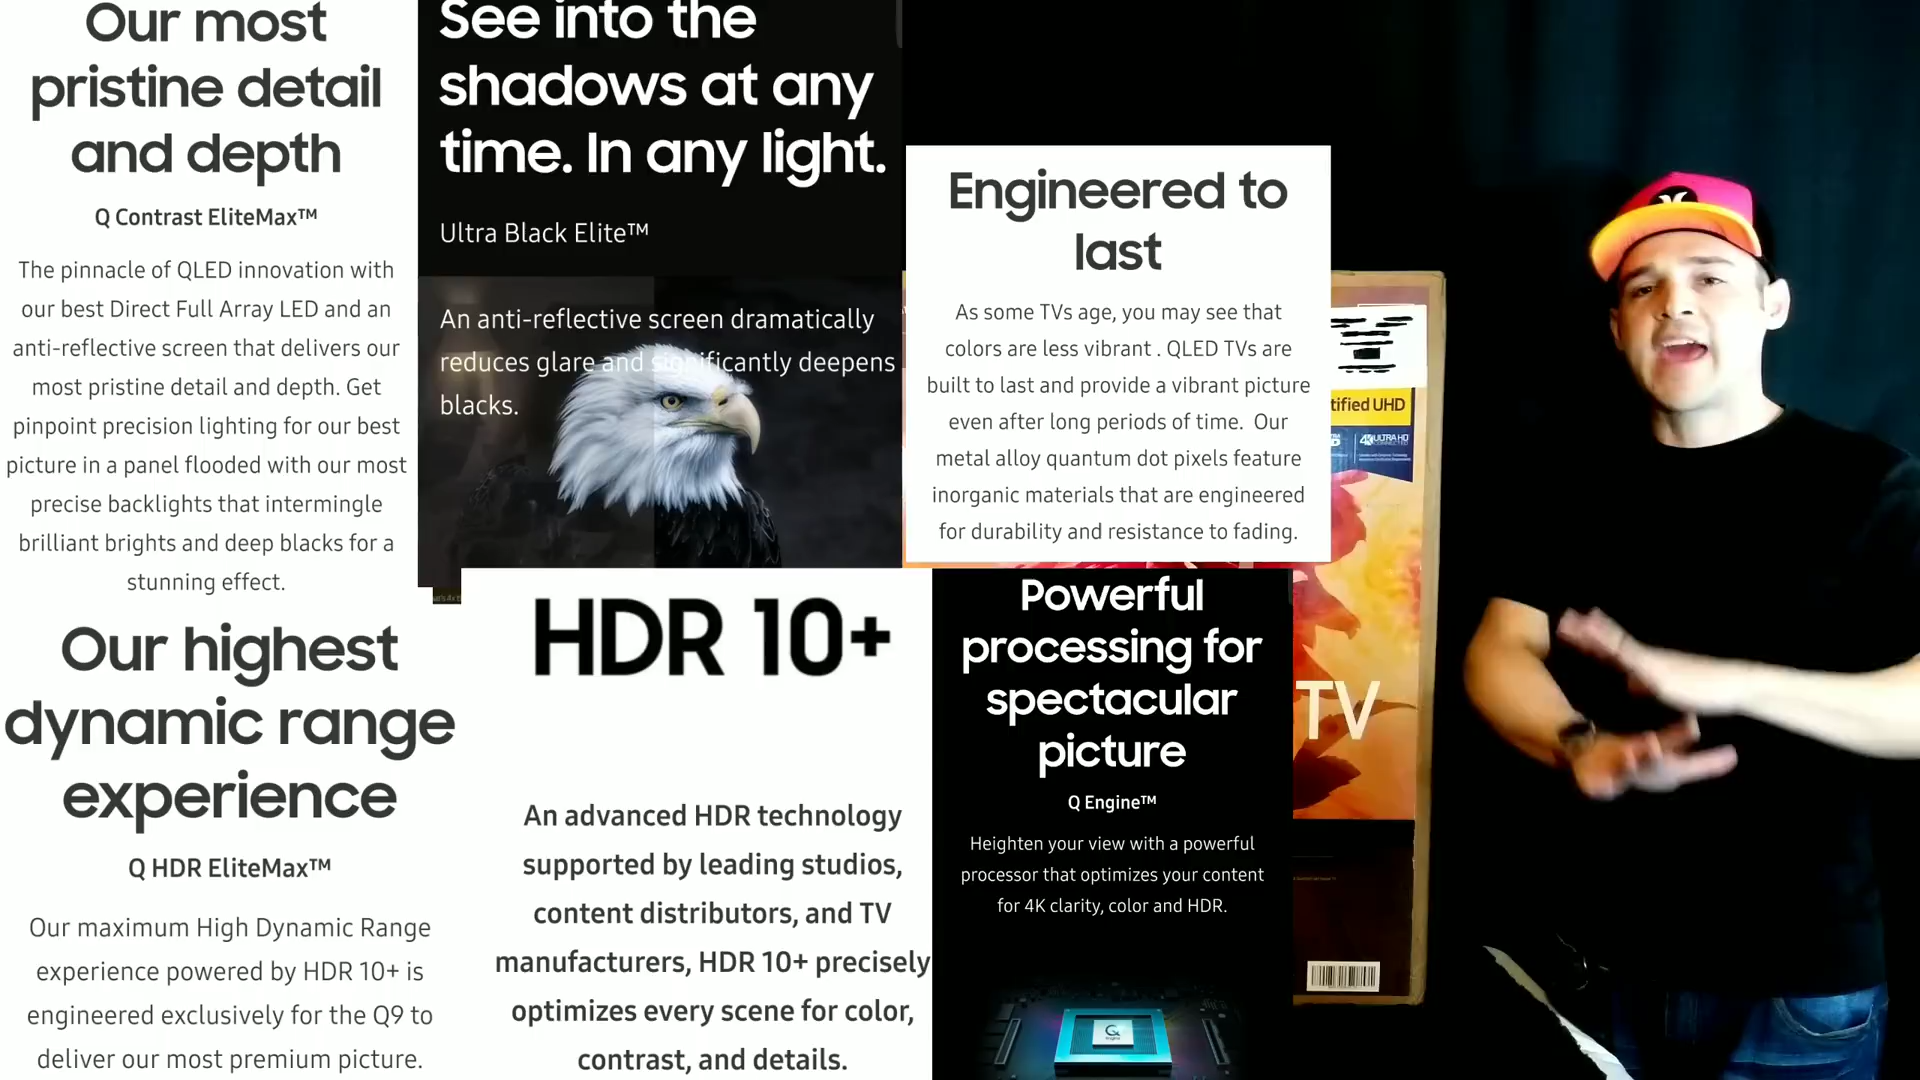 Our most
pristine detail
and depth
Q Contrast EliteMax™
The pinnacle of QLED innovation with
our best Direct Full Array LED and an
anti-reflective screen that delivers our
most pristine detail and depth. Get
pinpoint precision lighting for our best
picture in a panel flooded with our most
precise backlights that intermingle
brilliant brights and deep blacks for a
stunning effect.
See into the
shadows at any
time. In any light.
Ultra Black Elite™
An anti-reflective screen dramatically
reduces glare and significantly deepens
blacks.
Engineered to
last
As some TVs age, you may see that
colors are less vibrant . QLED TVs are
built to last and provide a vibrant picture
even after long periods of time. Our
metal alloy quantum dot pixels feature
inorganic materials that are engineered
for durability and resistance to fading.
tified UHD
4K ULTRA HD
TV
Our highest
dynamic range
experience
Q HDR EliteMax™
Our maximum High Dynamic Range
experience powered by HDR 10+ is
engineered exclusively for the Q9 to
deliver our most premium picture.
HDR 10+
An advanced HDR technology
supported by leading studios,
content distributors, and TV
manufacturers, HDR 10+ precisely
optimizes every scene for color,
contrast, and details.
Powerful
processing for
spectacular
picture
Q Engine™
Heighten your view with a powerful
processor that optimizes your content
for 4K clarity, color and HDR.